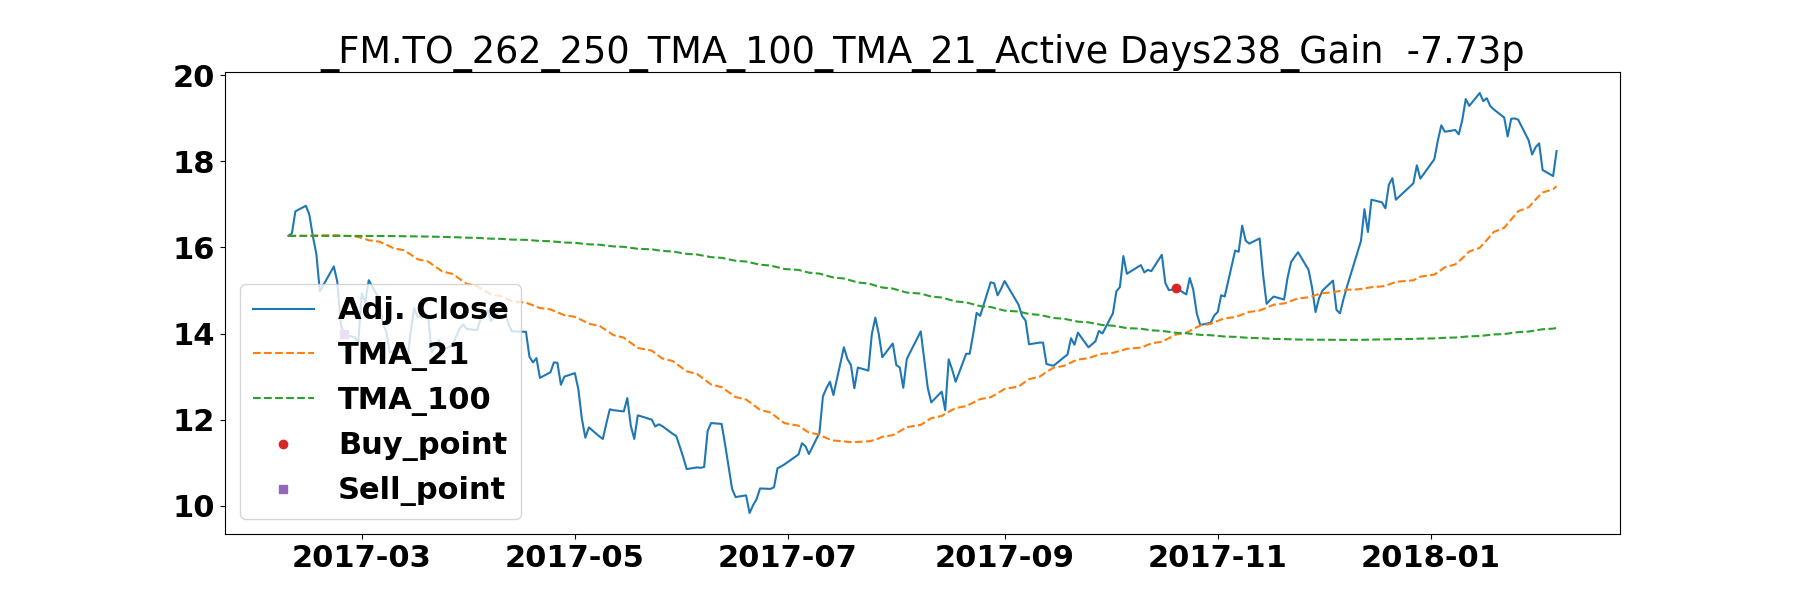 _FM.TO_262_250_TMA_100_TMA_21_Active Days238_Gain  -7.73p
20
18
16
14
12
10
Adj. Close
TMA_21
TMA_100
Buy_point
Sell_point
2017-03 2017-05 2017-07 2017-09 2017-11 2018-01